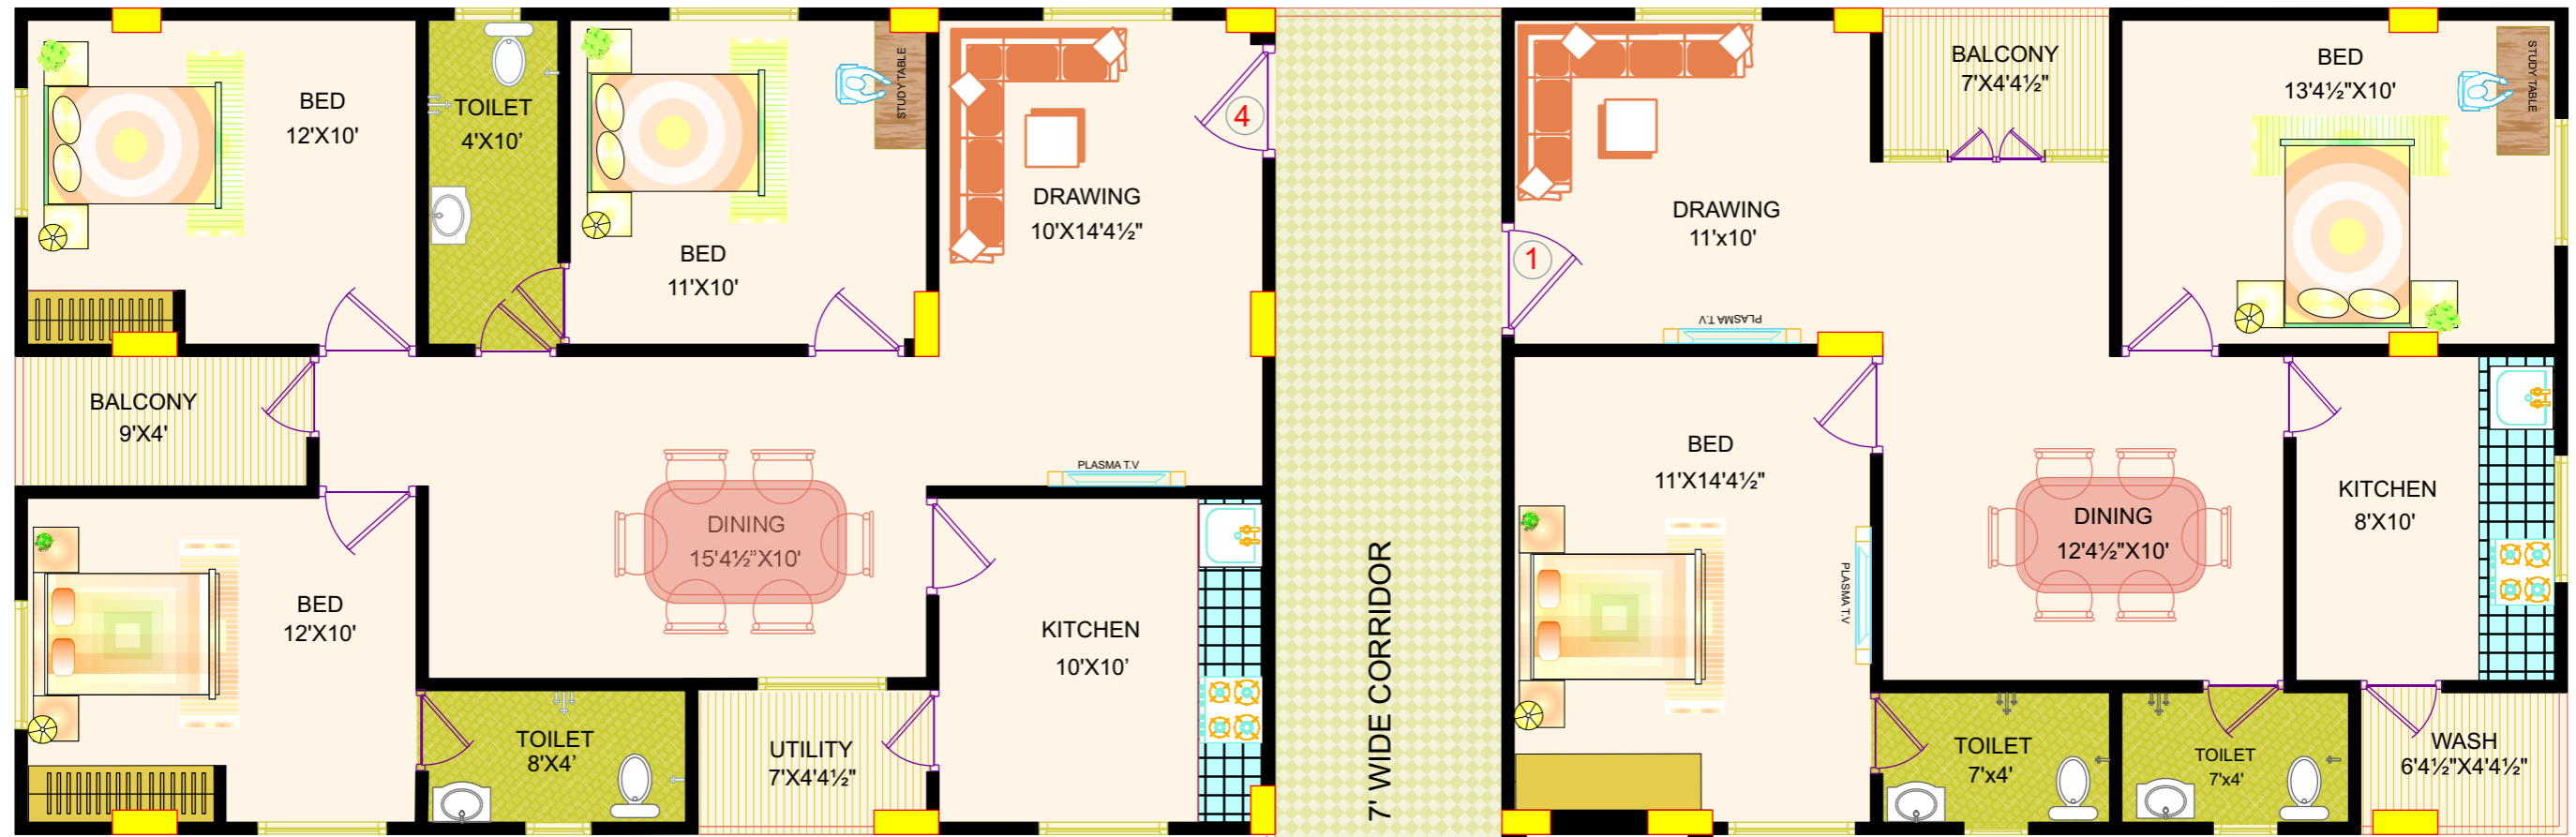 BED
12'X10'
TOILET
4'X10'
BED
11'X10'
STUDY TABLE
DRAWING
10'X14'4½"
4
BALCONY
9'X4'
PLASMA T.V
DINING
15'4½"X10'
BED
12'X10'
TOILET
8'X4'
UTILITY
7'X4'4½"
KITCHEN
10'X10'
7' WIDE CORRIDOR
DRAWING
11'x10'
1
PLASMA T.V
BALCONY
7'X4'4½"
BED
13'4½"X10'
STUDY TABLE
BED
11'X14'4½"
PLASMA T.V
DINING
12'4½"X10'
KITCHEN
8'X10'
TOILET
7'x4'
TOILET
7'x4'
WASH
6'4½"X4'4½"